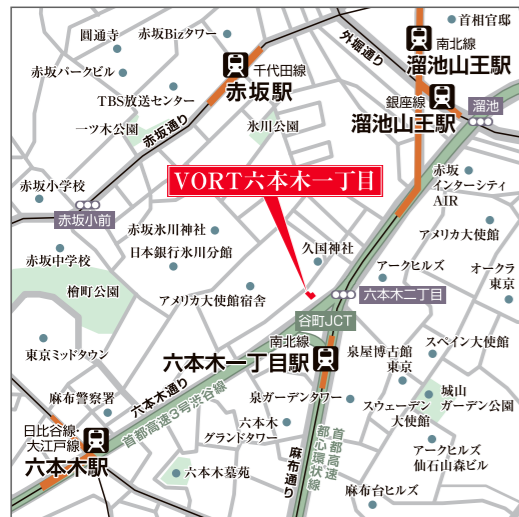 圓通寺
赤坂Bizタワー
外堀通り
首相官邸
南北線
溜池山王駅
赤坂パークビル
千代田線
赤坂駅
TBS放送センター
銀座線
溜池山王駅
溜池
一ツ木公園
赤坂通り
氷川公園
VORT六本木一丁目
赤坂
インターシティ
AIR
赤坂小学校
赤坂小前
赤坂氷川神社
日本銀行氷川分館
久国神社
アメリカ大使館
赤坂中学校
アークヒルズ
オークラ
東京
檜町公園
アメリカ大使館宿舎
六本木二丁目
谷町JCT
南北線
六本木一丁目駅
東京ミッドタウン
泉屋博古館
東京
スペイン大使館
六本木通り
首都高速3号渋谷線
麻布警察署
泉ガーデンタワー
城山
ガーデン公園
スウェーデン
大使館
日比谷線・
大江戸線
六本木駅
六本木
グランドタワー
首都高速
都心環状線
麻布通り
アークヒルズ
仙石山森ビル
六本木墓苑
麻布台ヒルズ